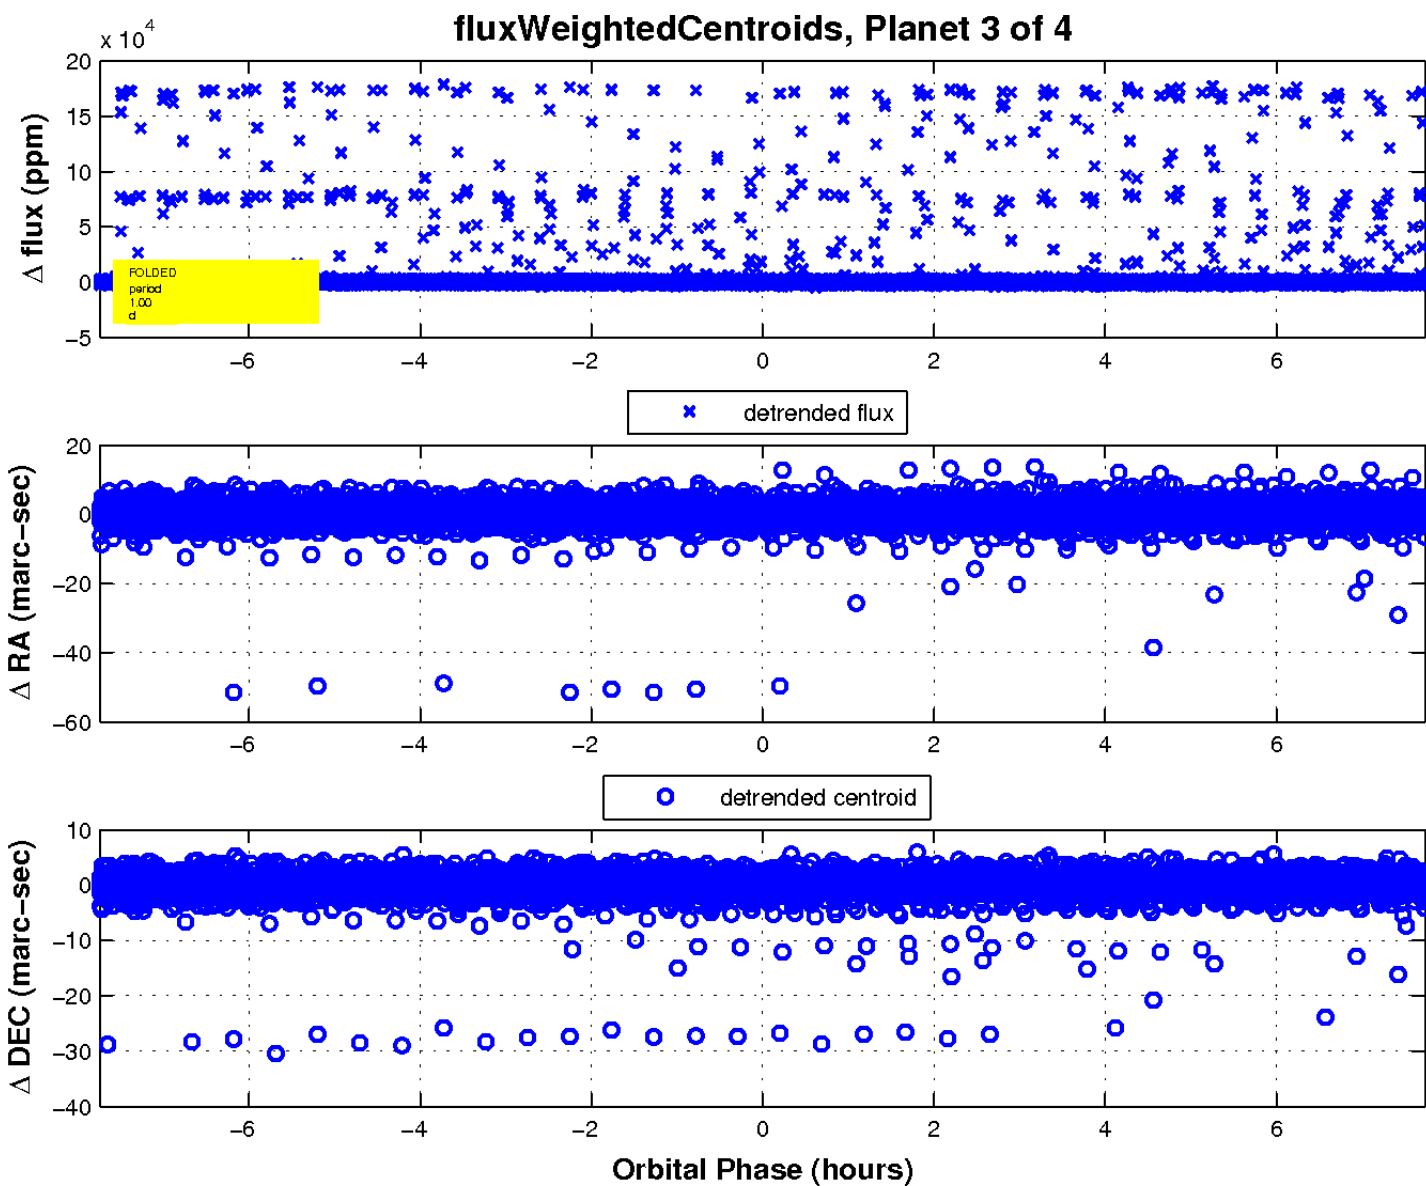 fluxWeightedCentroids, Planet 3 of 4
x 10^4
20
15
10
5
0
−5
Δ flux (ppm)
FOLDED
period
1.00
d
−6 −4 −2 0 2 4 6
detrended flux
20
0
−20
−40
−60
Δ RA (marc−sec)
−6 −4 −2 0 2 4 6
detrended centroid
10
0
−10
−20
−30
−40
Δ DEC (marc−sec)
−6 −4 −2 0 2 4 6
Orbital Phase (hours)